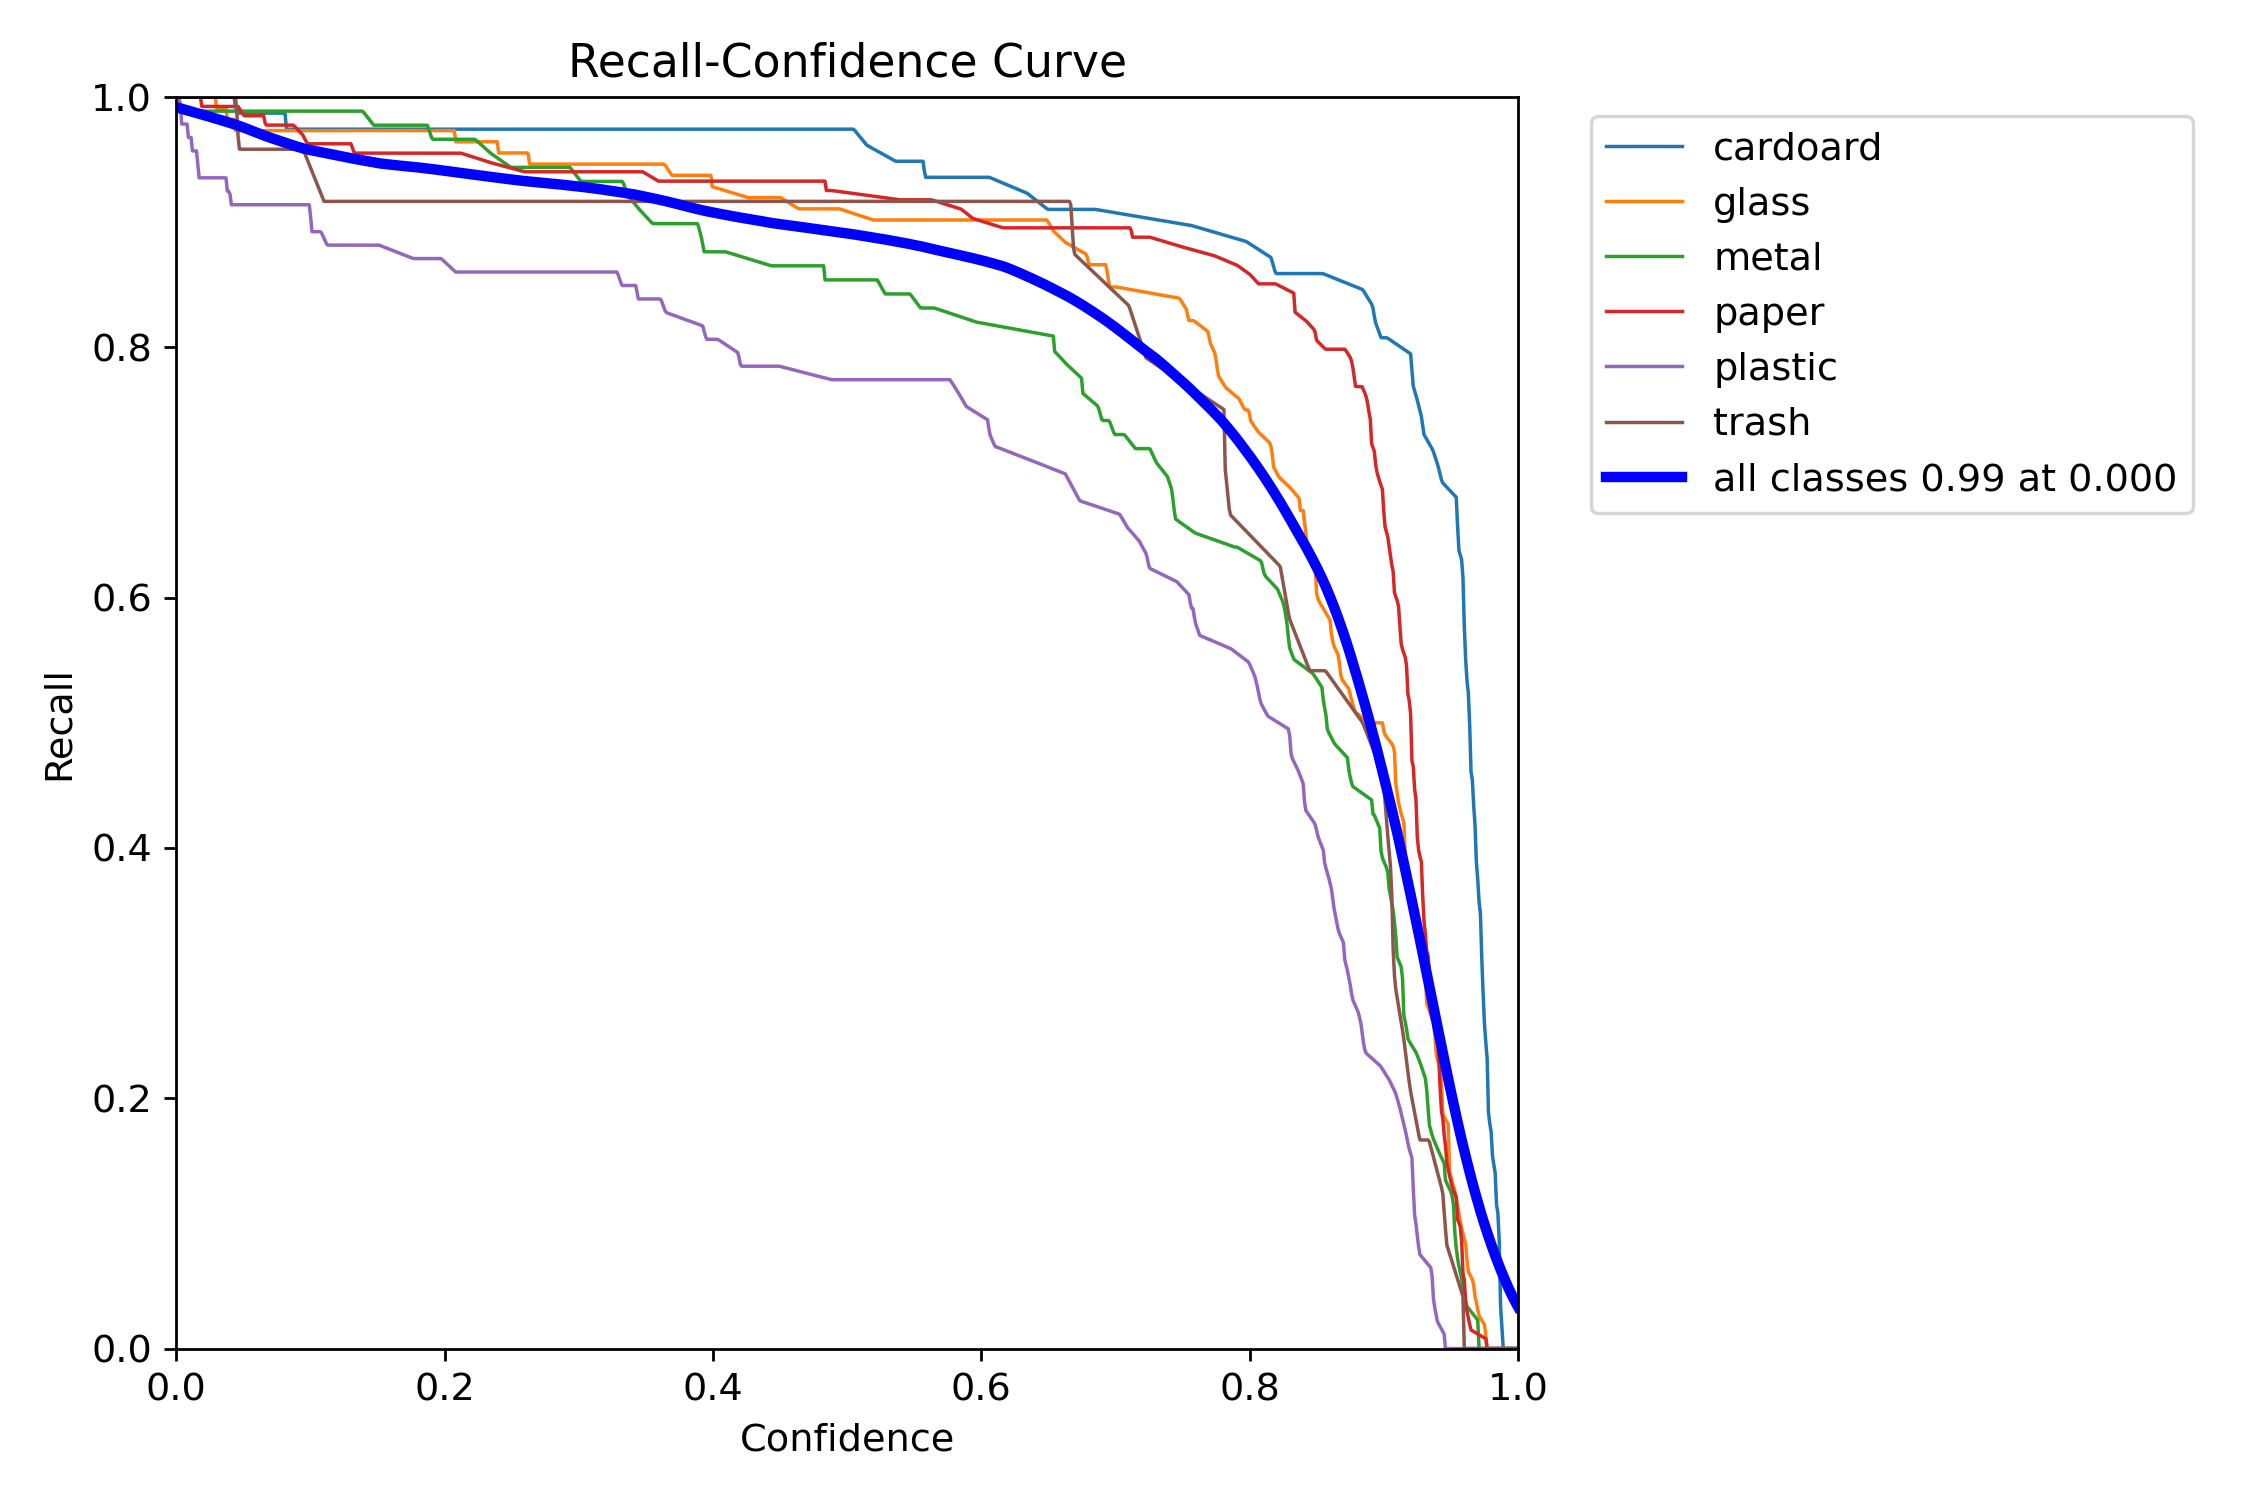 Recall-Confidence Curve
1.0
0.8
0.6
0.4
0.2
0.0
Recall
0.0 0.2 0.4 0.6 0.8 1.0
Confidence
cardoard
glass
metal
paper
plastic
trash
all classes 0.99 at 0.000